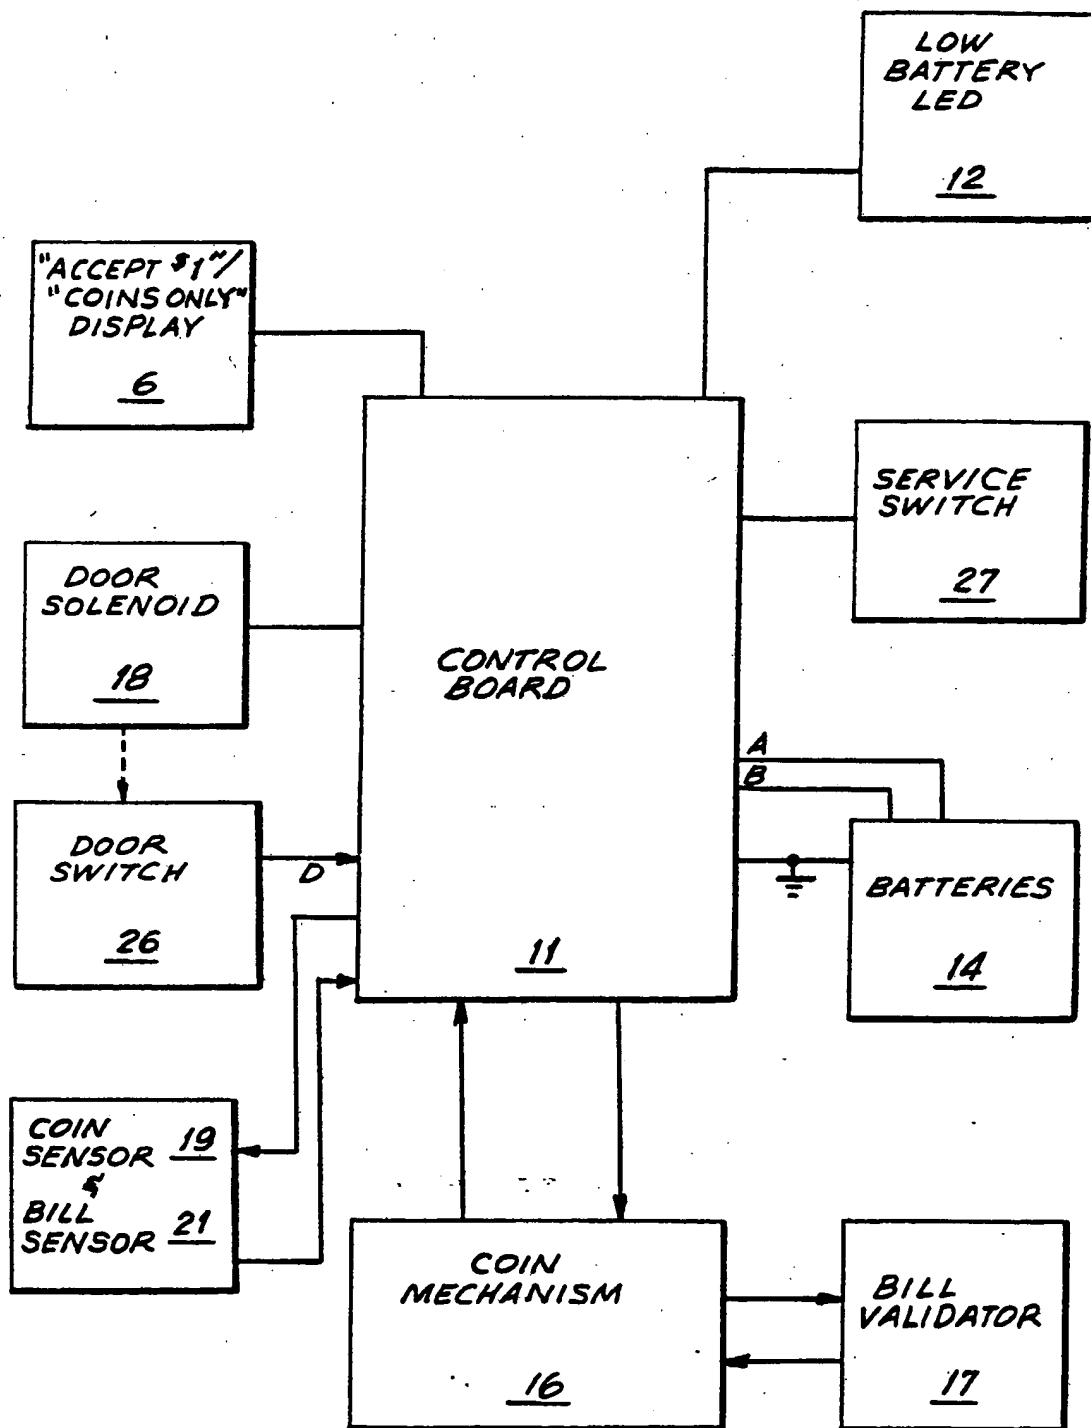 LOW
BATTERY
LED
12
"ACCEPT $1"/
"COINS ONLY"
DISPLAY
6
SERVICE
SWITCH
27
DOOR
SOLENOID
18
CONTROL
BOARD
11
A
B
DOOR
SWITCH
26
D
BATTERIES
14
COIN
SENSOR 19
&
BILL
SENSOR 21
COIN
MECHANISM
16
BILL
VALIDATOR
17